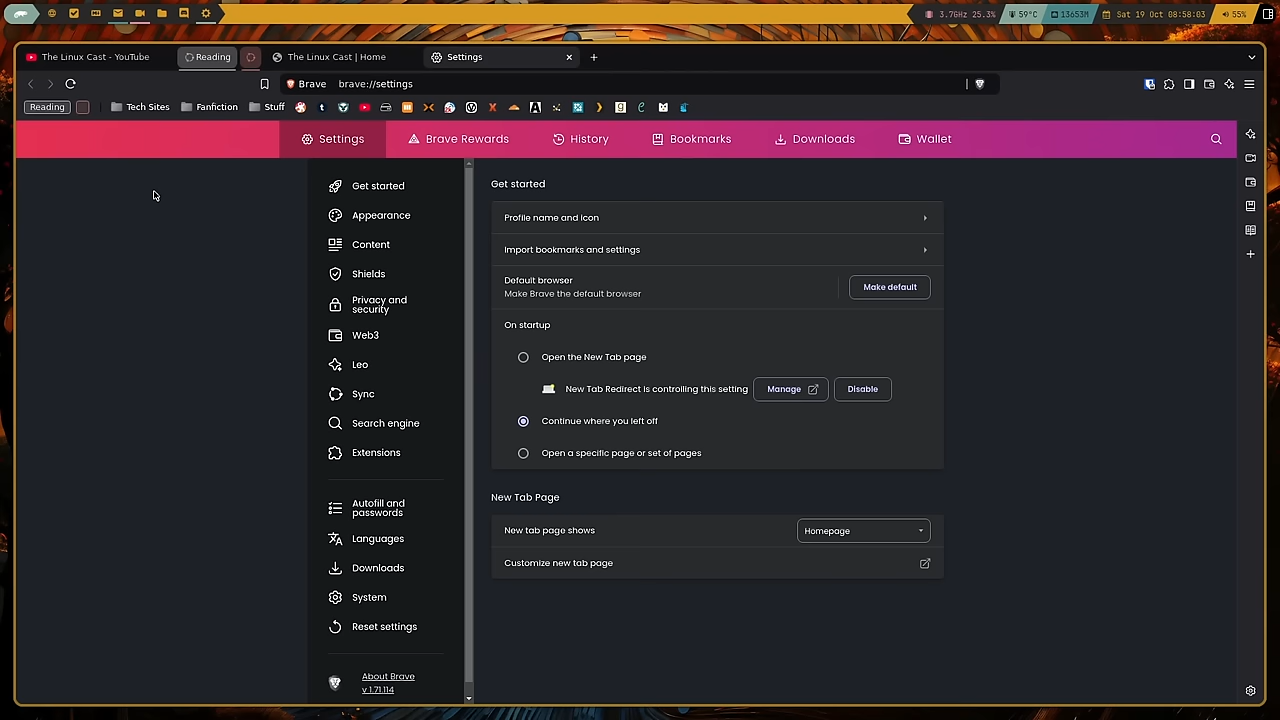 3.7GHz 25.3%
59°C
13653M
Sat 19 Oct 08:58:03
55%
The Linux Cast - YouTube
Reading
The Linux Cast | Home
Settings
Brave
brave://settings
Reading
Tech Sites
Fanfiction
Stuff
Settings
Brave Rewards
History
Bookmarks
Downloads
Wallet
Get started
Appearance
Content
Shields
Privacy and
security
Web3
Leo
Sync
Search engine
Extensions
Autofill and
passwords
Languages
Downloads
System
Reset settings
About Brave
v 1.71.114
Get started
Profile name and icon
Import bookmarks and settings
Default browser
Make Brave the default browser
Make default
On startup
Open the New Tab page
New Tab Redirect is controlling this setting
Manage
Disable
Continue where you left off
Open a specific page or set of pages
New Tab Page
New tab page shows
Homepage
Customize new tab page